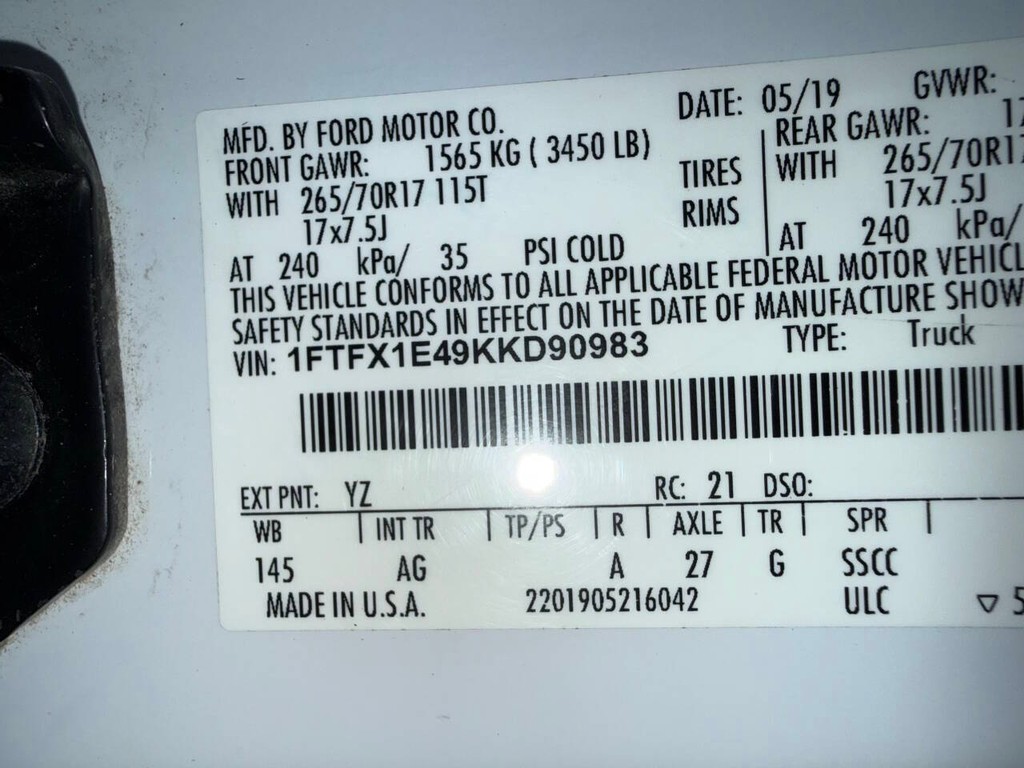 MFD. BY FORD MOTOR CO. DATE: 05/19 GVWR:
FRONT GAWR: 1565 KG ( 3450 LB) REAR GAWR:
WITH 265/70R17 115T TIRES WITH
17x7.5J RIMS 17x7.5J
AT 240 kPa/ 35 PSI COLD AT 240 kPa/
THIS VEHICLE CONFORMS TO ALL APPLICABLE FEDERAL MOTOR
SAFETY STANDARDS IN EFFECT ON THE DATE OF MANUFACTURE
VIN: 1FTFX1E49KKD90983 TYPE: Truck
EXT PNT: YZ RC: 21 DSO:
WB INT TR TP/PS R AXLE TR SPR
145 AG A 27 G SSCC
MADE IN U.S.A. 2201905216042 ULC